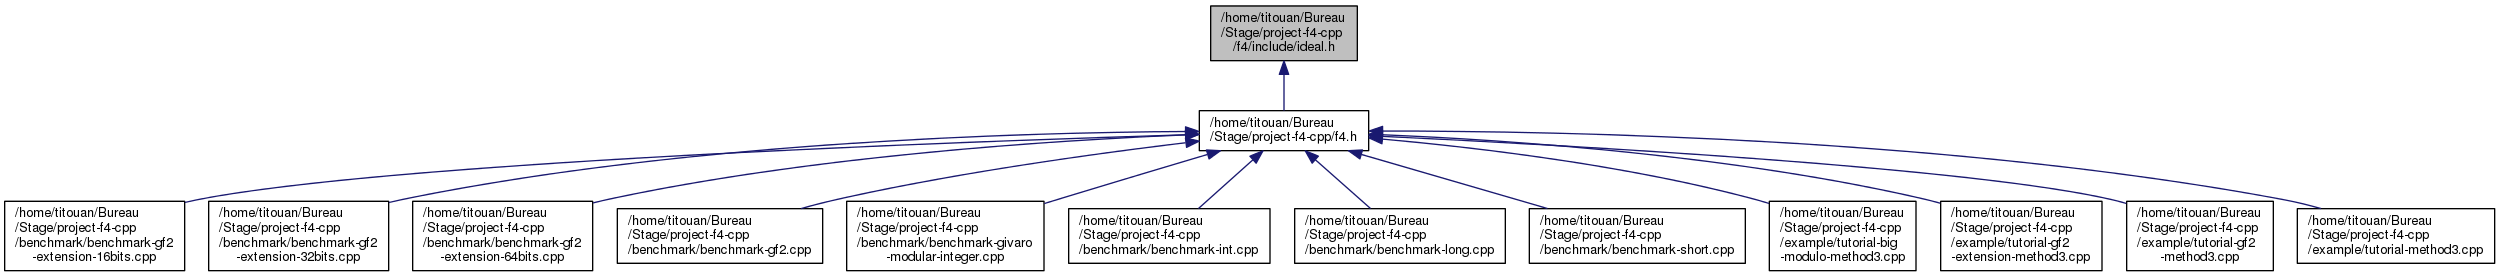 /home/titouan/Bureau
/Stage/project-f4-cpp
/f4/include/ideal.h
/home/titouan/Bureau
/Stage/project-f4-cpp/f4.h
/home/titouan/Bureau
/Stage/project-f4-cpp
/benchmark/benchmark-gf2
-extension-16bits.cpp
/home/titouan/Bureau
/Stage/project-f4-cpp
/benchmark/benchmark-gf2
-extension-32bits.cpp
/home/titouan/Bureau
/Stage/project-f4-cpp
/benchmark/benchmark-gf2
-extension-64bits.cpp
/home/titouan/Bureau
/Stage/project-f4-cpp
/benchmark/benchmark-gf2.cpp
/home/titouan/Bureau
/Stage/project-f4-cpp
/benchmark/benchmark-givaro
-modular-integer.cpp
/home/titouan/Bureau
/Stage/project-f4-cpp
/benchmark/benchmark-int.cpp
/home/titouan/Bureau
/Stage/project-f4-cpp
/benchmark/benchmark-long.cpp
/home/titouan/Bureau
/Stage/project-f4-cpp
/benchmark/benchmark-short.cpp
/home/titouan/Bureau
/Stage/project-f4-cpp
/example/tutorial-big
-modulo-method3.cpp
/home/titouan/Bureau
/Stage/project-f4-cpp
/example/tutorial-gf2
-extension-method3.cpp
/home/titouan/Bureau
/Stage/project-f4-cpp
/example/tutorial-gf2
-method3.cpp
/home/titouan/Bureau
/Stage/project-f4-cpp
/example/tutorial-method3.cpp